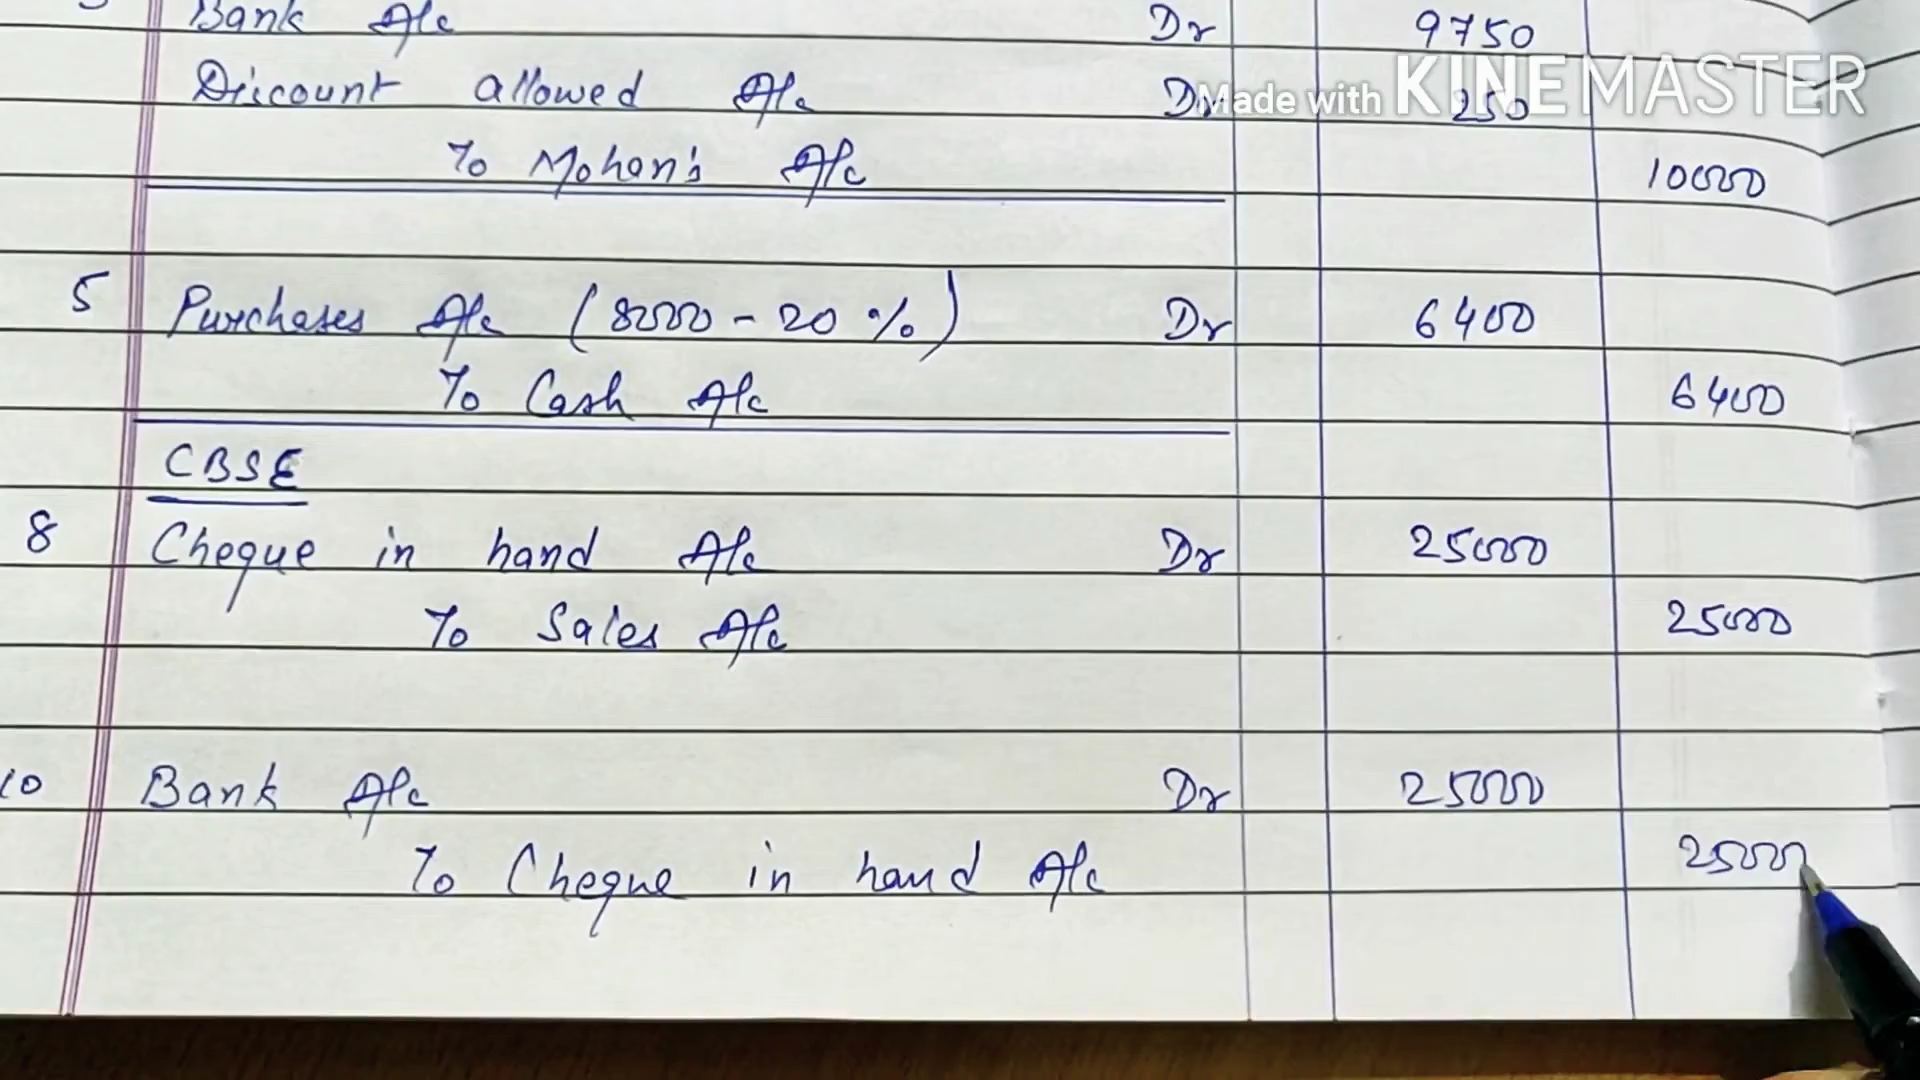 Bank A/c Dr 9750
Discount allowed A/c Dr 250
Made with KINEMASTER
To Mohan's A/c 10000
5 Purchases A/c (8000 - 20%) Dr 6400
To Cash A/c 6400
CBSE
8 Cheque in hand A/c Dr 25000
To Sales A/c 25000
10 Bank A/c Dr 25000
To Cheque in hand A/c 25000